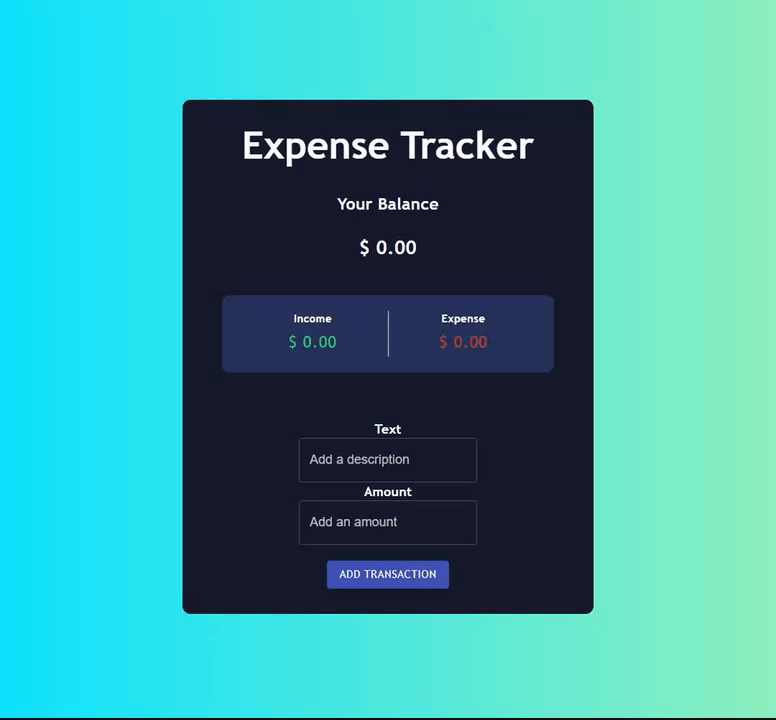 Expense Tracker
Your Balance
$ 0.00
Income Expense
$ 0.00 $ 0.00
Text
Add a description
Amount
Add an amount
ADD TRANSACTION